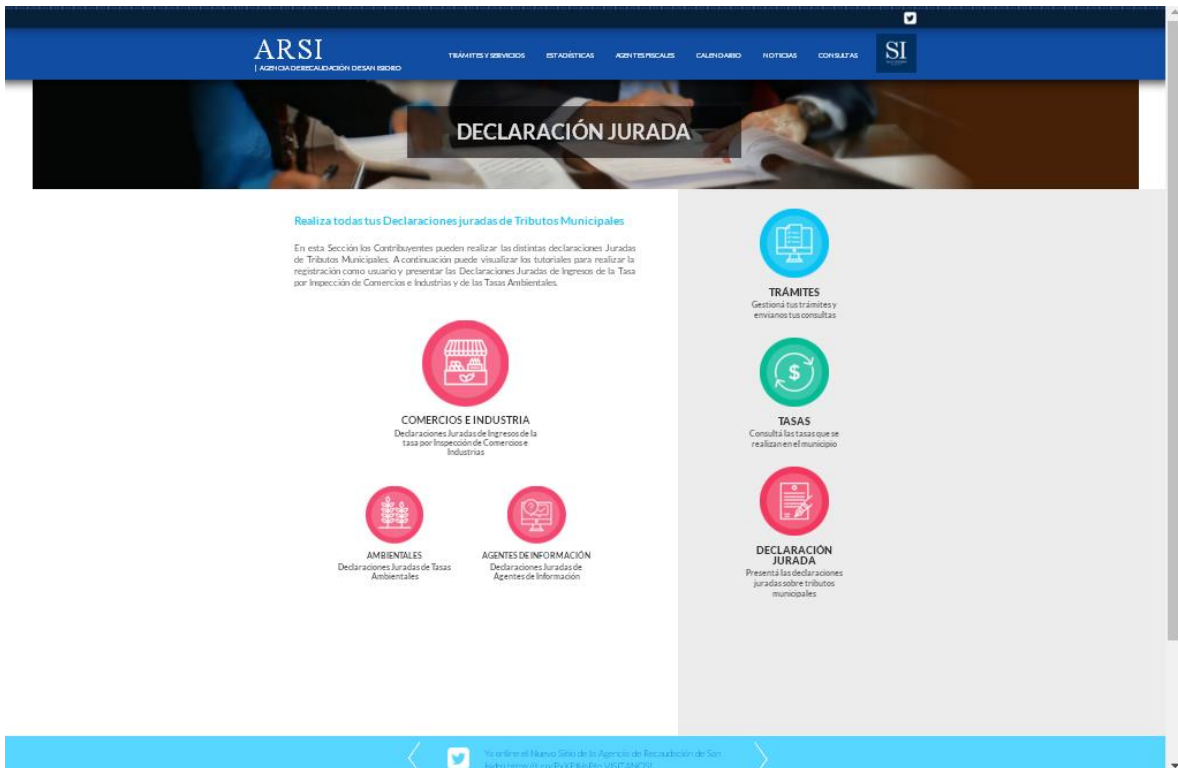 ARSI
| AGENCIA DE RECAUDACIÓN DE SAN ISIDRO
TRÁMITES Y SERVICIOS ESTADÍSTICAS AGENTES FISCALES CALENDARIO NOTICIAS CONSULTAS
SI
DECLARACIÓN JURADA
Realiza todas tus Declaraciones juradas de Tributos Municipales
En esta Sección los Contribuyentes pueden realizar las distintas declaraciones Juradas
de Tributos Municipales. A continuación puede visualizar los tutoriales para realizar la
registración como usuario y presentar las Declaraciones Juradas de Ingresos de la Tasa
por Inspección de Comercios e Industrias y de las Tasas Ambientales.
COMERCIOS E INDUSTRIA
Declaraciones Juradas de Ingresos de la
tasa por Inspección de Comercios e
Industrias
AMBIENTALES
Declaraciones Juradas de Tasas
Ambientales
AGENTES DE INFORMACIÓN
Declaraciones Juradas de
Agentes de Información
TRÁMITES
Gestioná tus trámites y
envianos tus consultas
TASAS
Consultá las tasas que se
realizan en el municipio
DECLARACIÓN
JURADA
Presentá las declaraciones
juradas sobre tributos
municipales
Ya online el Nuevo Sitio de la Agencia de Recaudación de San
VISITANOS!